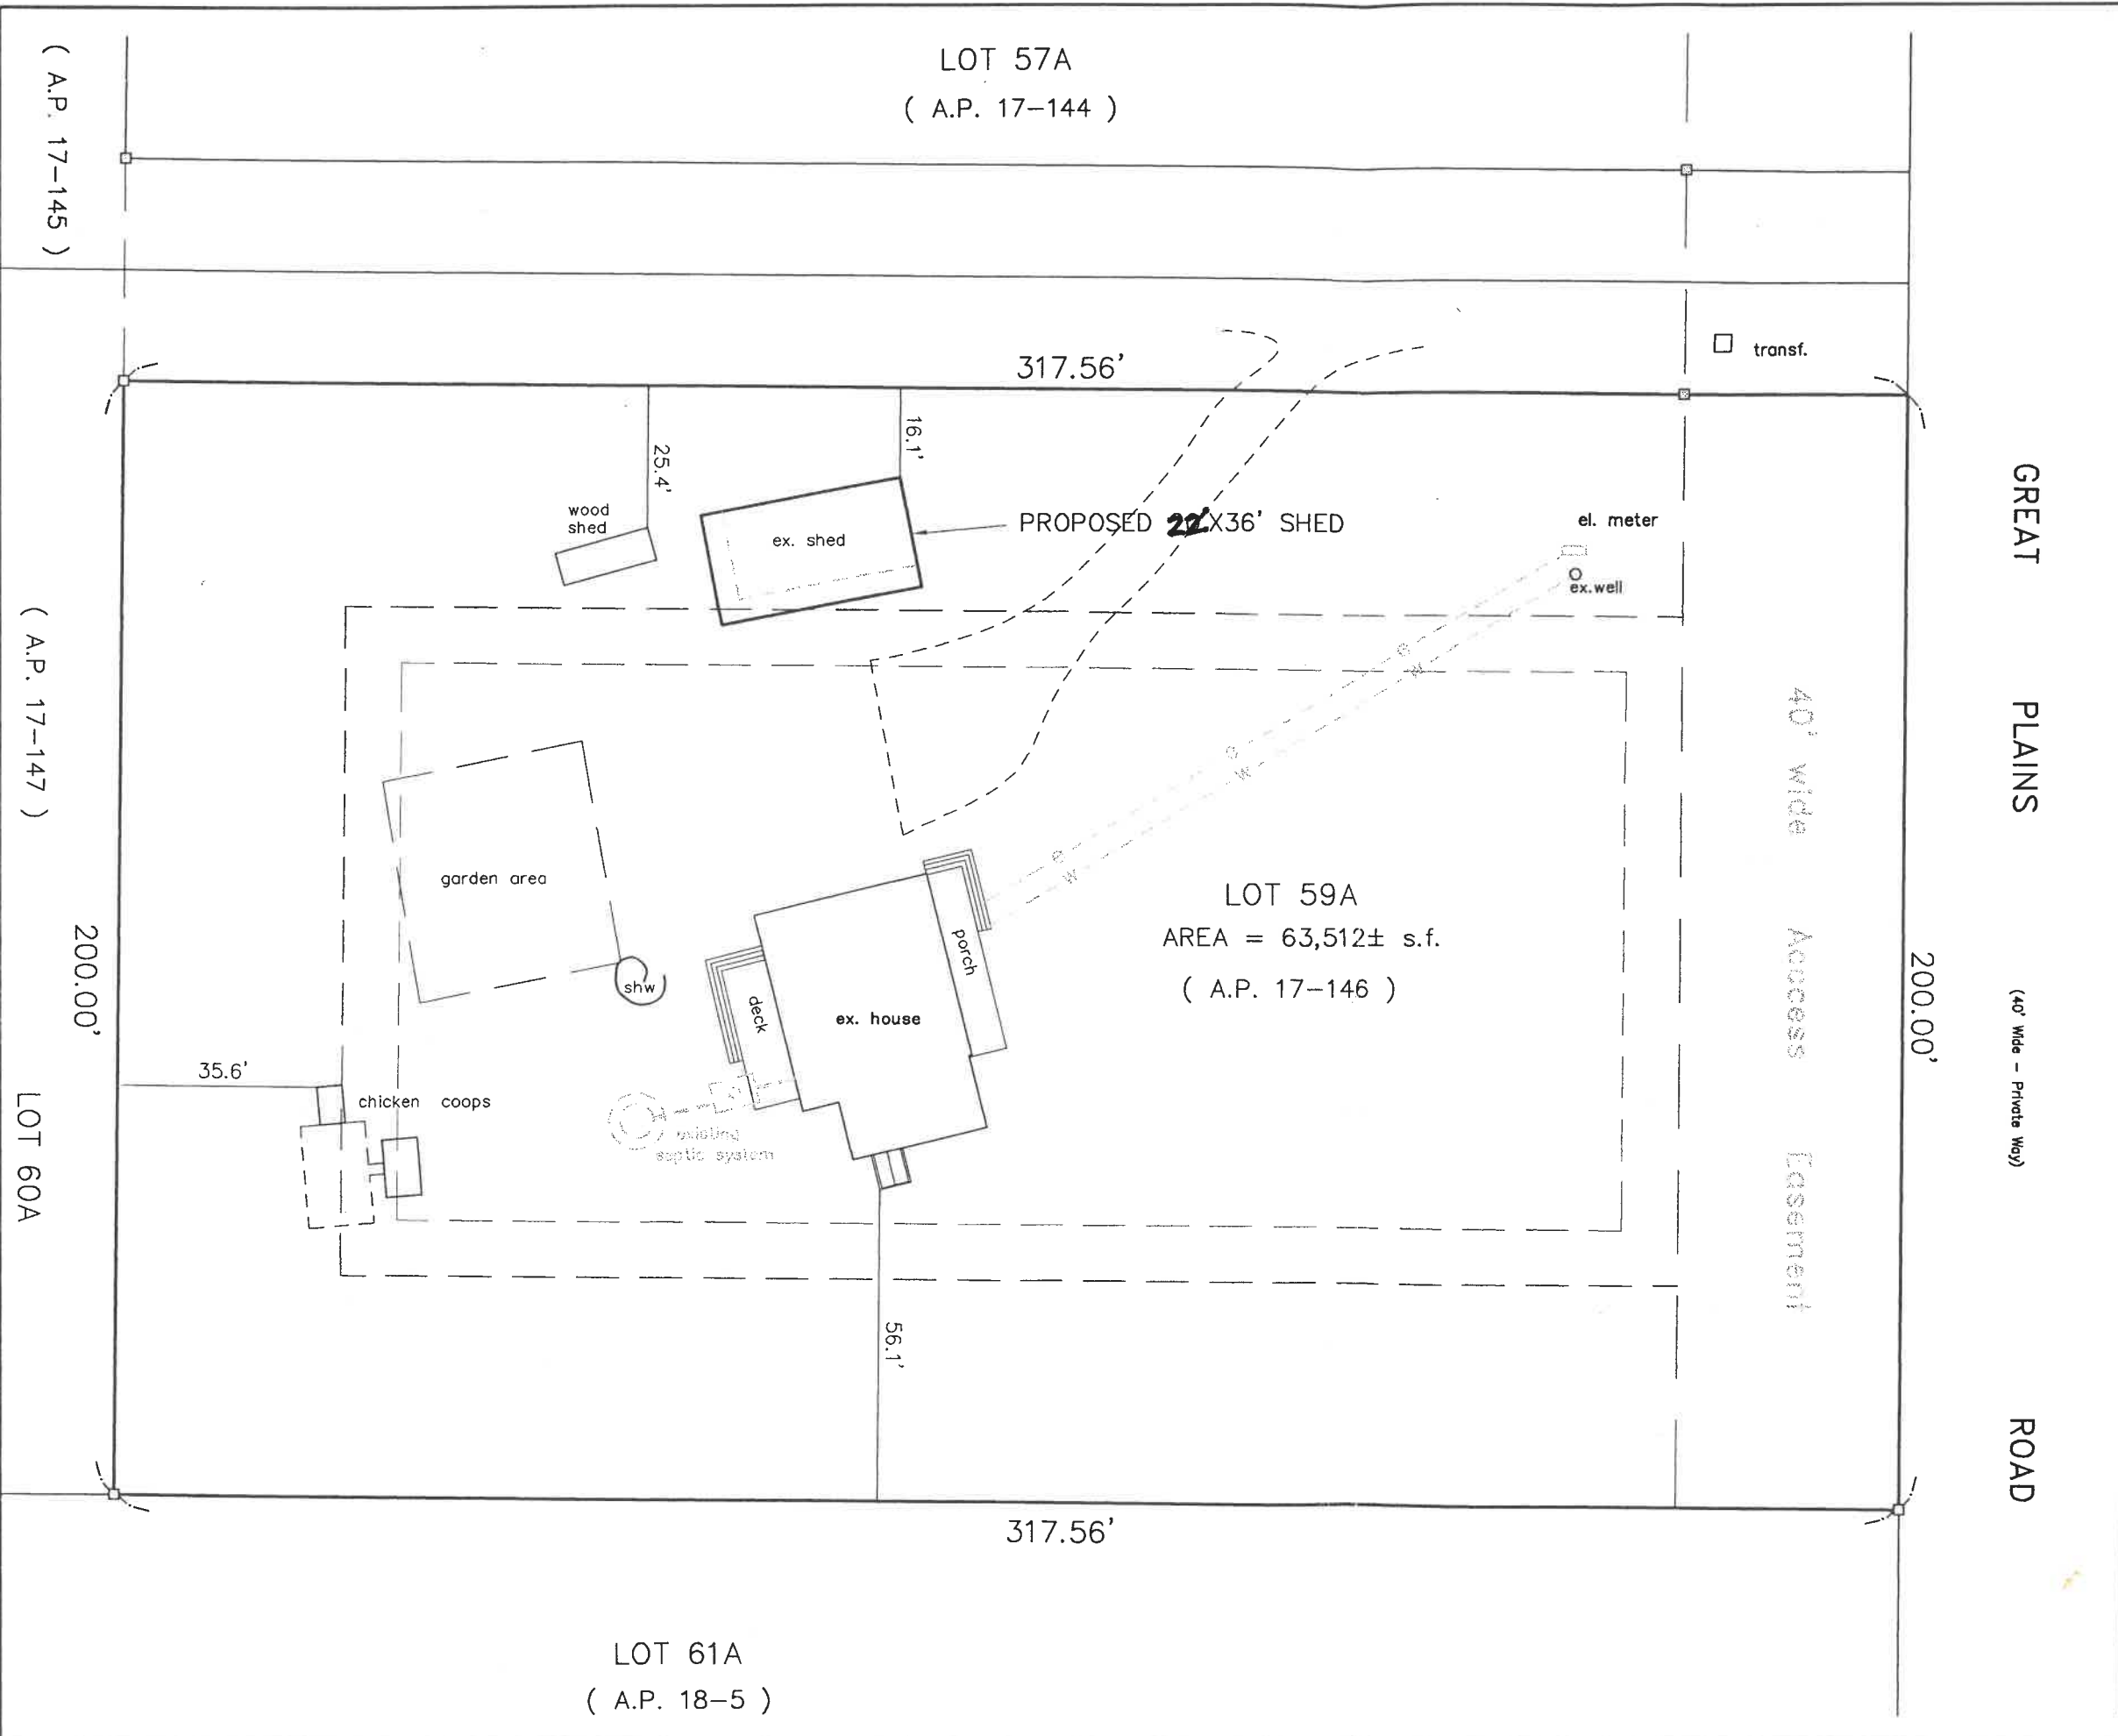 LOT 57A
( A.P. 17-144 )
( A.P. 17-145 )
317.56'
transf.
25.4'
16.1'
wood
shed
ex. shed
PROPOSED 22'X36' SHED
el. meter
ex.well
GREAT PLAINS ROAD
(40' Wide - Private Way)
40' wide Access Easement
e
W
e
W
e
W
garden area
shw
deck
ex. house
porch
LOT 59A
AREA = 63,512± s.f.
( A.P. 17-146 )
200.00'
200.00'
( A.P. 17-147 )
LOT 60A
35.6'
chicken coops
existing
septic system
56.1'
317.56'
LOT 61A
( A.P. 18-5 )